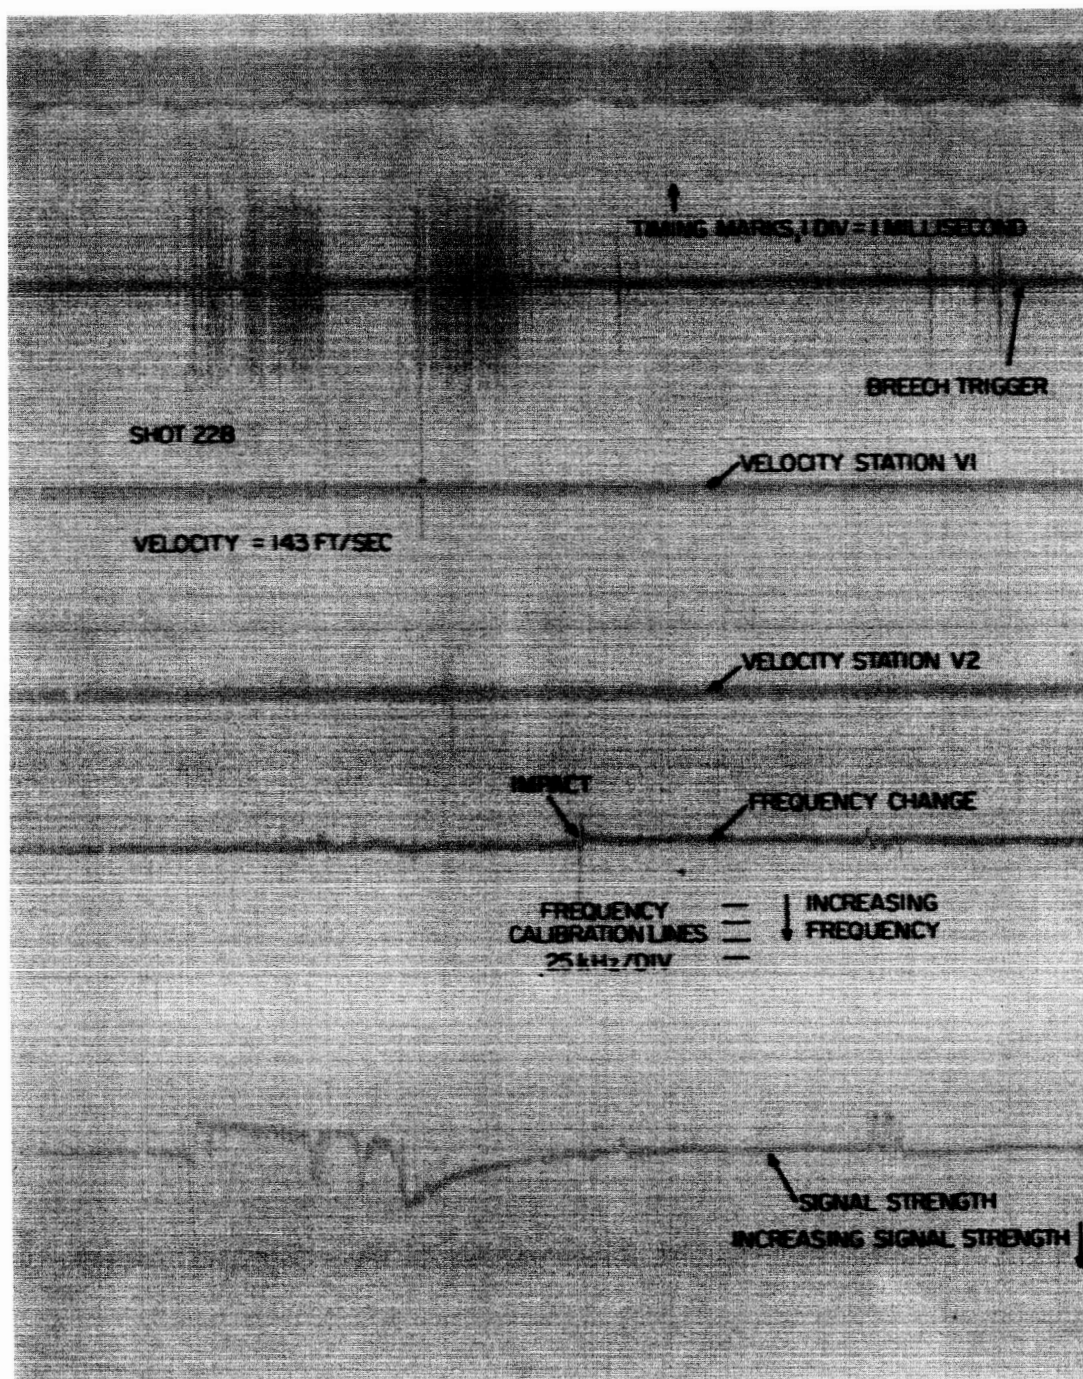 TIMING MARKS, 1 DIV = 1 MILLISECOND
BREECH TRIGGER
SHOT 228
VELOCITY STATION V1
VELOCITY = 143 FT/SEC
VELOCITY STATION V2
IMPACT
FREQUENCY CHANGE
FREQUENCY
CALIBRATION LINES
25 kHz/DIV
INCREASING
FREQUENCY
SIGNAL STRENGTH
INCREASING SIGNAL STRENGTH